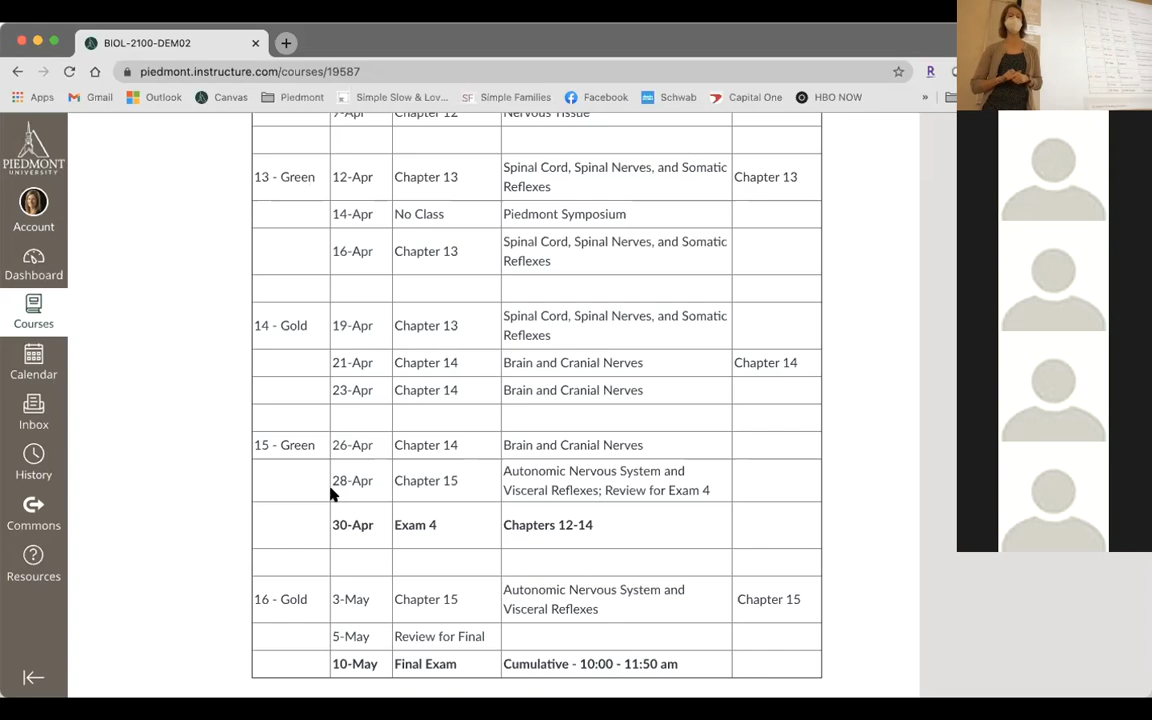 BIOL-2100-DEM02
piedmont.instructure.com/courses/19587
R
Apps Gmail Outlook Canvas Piedmont Simple Slow & Lov... SF Simple Families Facebook Schwab Capital One HBO NOW »
PIEDMONT
UNIVERSITY
Account
Dashboard
Courses
Calendar
Inbox
History
Commons
Resources
7-Apr Chapter 12 Nervous Tissue
13 - Green 12-Apr Chapter 13 Spinal Cord, Spinal Nerves, and Somatic Chapter 13
Reflexes
14-Apr No Class Piedmont Symposium
16-Apr Chapter 13 Spinal Cord, Spinal Nerves, and Somatic
Reflexes
14 - Gold 19-Apr Chapter 13 Spinal Cord, Spinal Nerves, and Somatic
Reflexes
21-Apr Chapter 14 Brain and Cranial Nerves Chapter 14
23-Apr Chapter 14 Brain and Cranial Nerves
15 - Green 26-Apr Chapter 14 Brain and Cranial Nerves
28-Apr Chapter 15 Autonomic Nervous System and
Visceral Reflexes; Review for Exam 4
30-Apr Exam 4 Chapters 12-14
16 - Gold 3-May Chapter 15 Autonomic Nervous System and Chapter 15
Visceral Reflexes
5-May Review for Final
10-May Final Exam Cumulative - 10:00 - 11:50 am